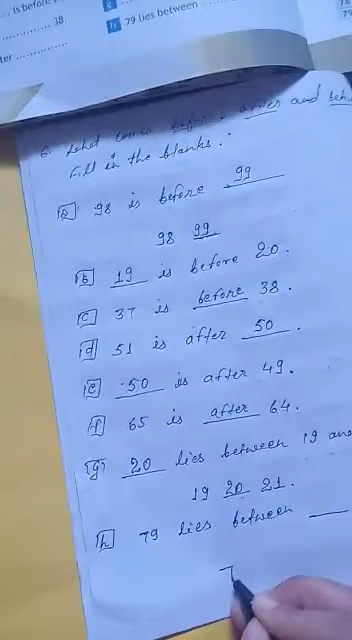 is before
38.
79 lies between
79
6. What comes before, after and
Fill in the blanks.
a 98 is before 99
98 99
b 19 is before 20.
c 37 is before 38.
d 51 is after 50.
e 50 is after 49.
f 65 is after 64.
g 20 lies between 19 and
19 20 21.
h 79 lies between